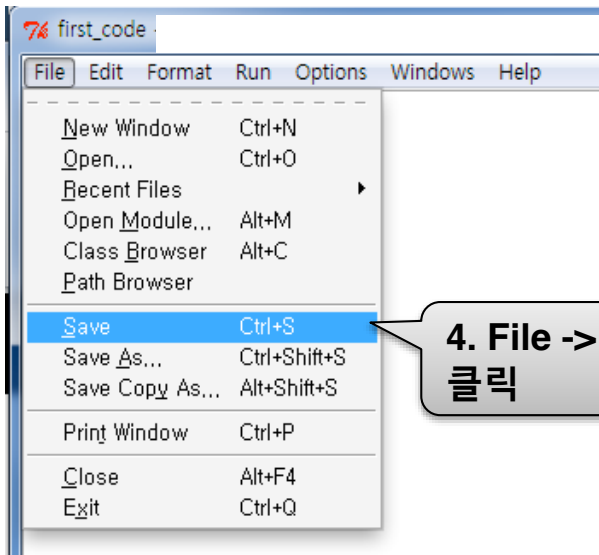 first_code -
File Edit Format Run Options Windows Help
New Window Ctrl+N
Open... Ctrl+O
Recent Files
Open Module... Alt+M
Class Browser Alt+C
Path Browser
Save Ctrl+S
Save As... Ctrl+Shift+S
Save Copy As... Alt+Shift+S
Print Window Ctrl+P
Close Alt+F4
Exit Ctrl+Q
4. File ->
클릭